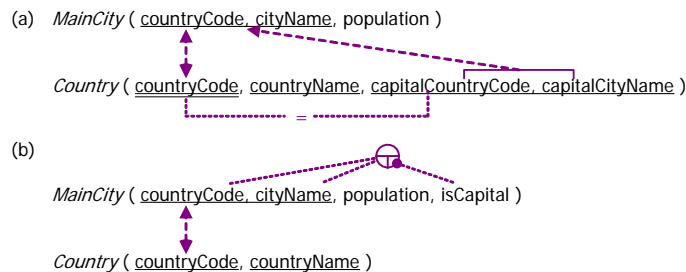 (a) MainCity ( countryCode, cityName, population )
Country ( countryCode, countryName, capitalCountryCode, capitalCityName )
=
(b)
MainCity ( countryCode, cityName, population, isCapital )
Country ( countryCode, countryName )